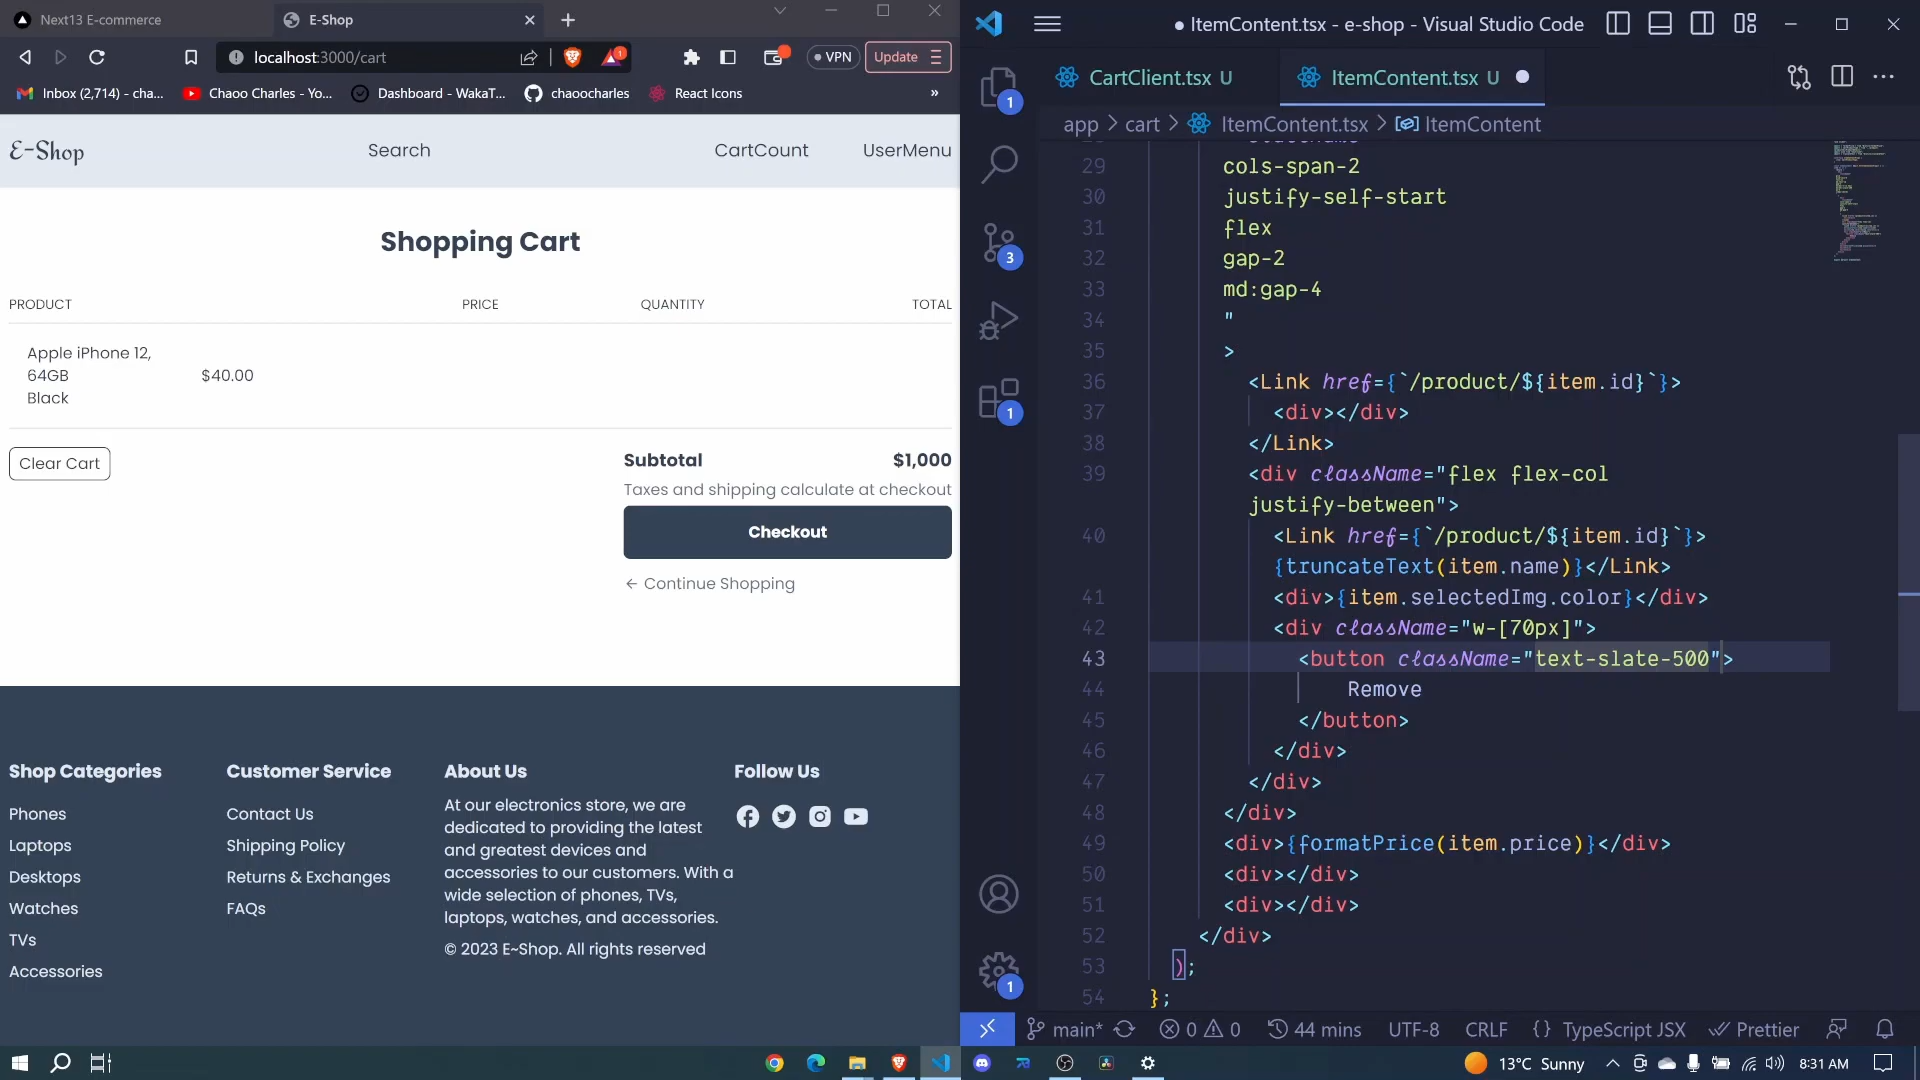 Next13 E-commerce
E-Shop
localhost:3000/cart
1
VPN
Update
Inbox (2,714) - cha...
Chaoo Charles - Yo...
Dashboard - WakaT...
chaoocharles
React Icons
»
E-Shop
Search
CartCount
UserMenu
Shopping Cart
PRODUCT
PRICE
QUANTITY
TOTAL
Apple iPhone 12,
64GB
Black
$40.00
Clear Cart
Subtotal
$1,000
Taxes and shipping calculate at checkout
Checkout
← Continue Shopping
Shop Categories
Phones
Laptops
Desktops
Watches
TVs
Accessories
Customer Service
Contact Us
Shipping Policy
Returns & Exchanges
FAQs
About Us
At our electronics store, we are
dedicated to providing the latest
and greatest devices and
accessories to our customers. With a
wide selection of phones, TVs,
laptops, watches, and accessories.
© 2023 E~Shop. All rights reserved
Follow Us
● ItemContent.tsx - e-shop - Visual Studio Code
CartClient.tsx U
ItemContent.tsx U
app > cart > ItemContent.tsx > ItemContent
1
3
1
1
29 cols-span-2
30 justify-self-start
31 flex
32 gap-2
33 md:gap-4
34 "
35 >
36 <Link href={`/product/${item.id}`}>
37 <div></div>
38 </Link>
39 <div className="flex flex-col
justify-between">
40 <Link href={`/product/${item.id}`}>
{truncateText(item.name)}</Link>
41 <div>{item.selectedImg.color}</div>
42 <div className="w-[70px]">
43 <button className="text-slate-500">
44 Remove
45 </button>
46 </div>
47 </div>
48 </div>
49 <div>{formatPrice(item.price)}</div>
50 <div></div>
51 <div></div>
52 </div>
53 );
54 };
main*
0
0
44 mins
UTF-8
CRLF
{} TypeScript JSX
Prettier
13°C Sunny
8:31 AM